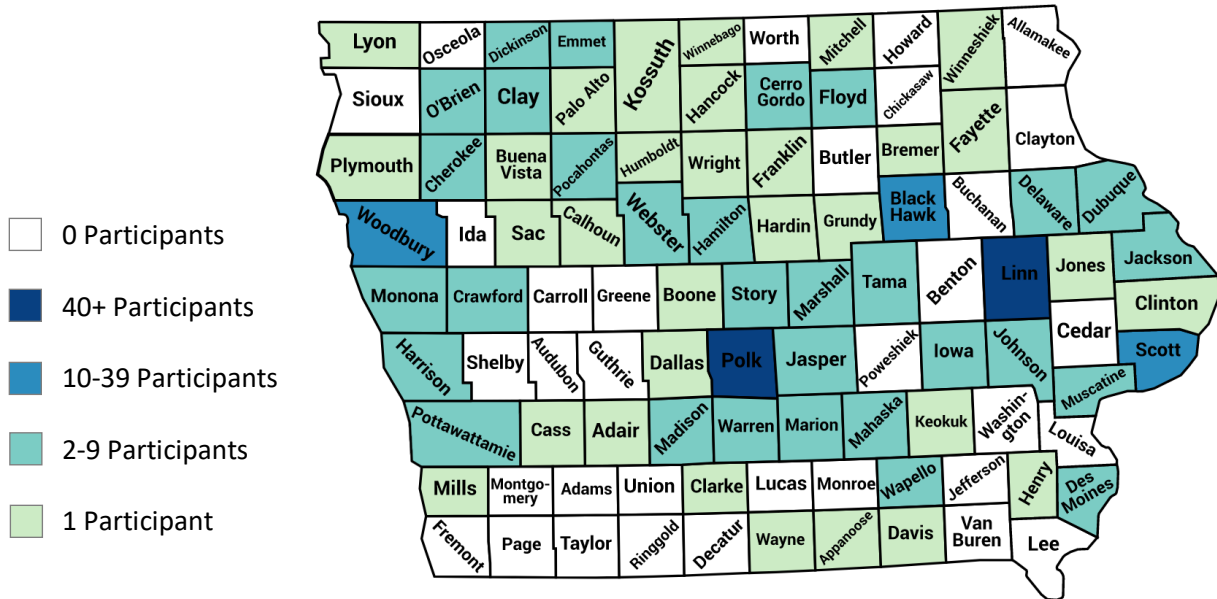 0 Participants
40+ Participants
10-39 Participants
2-9 Participants
1 Participant
Lyon
Osceola
Dickinson
Emmet
Kossuth
Winnebago
Worth
Mitchell
Howard
Winneshiek
Allamakee
Sioux
O'Brien
Clay
Palo Alto
Hancock
Cerro
Gordo
Floyd
Chickasaw
Fayette
Clayton
Plymouth
Cherokee
Buena
Vista
Pocahontas
Humboldt
Wright
Franklin
Butler
Bremer
Woodbury
Ida
Sac
Calhoun
Webster
Hamilton
Hardin
Grundy
Black
Hawk
Buchanan
Delaware
Dubuque
Monona
Crawford
Carroll
Greene
Boone
Story
Marshall
Tama
Benton
Linn
Jones
Jackson
Clinton
Harrison
Shelby
Audubon
Guthrie
Dallas
Polk
Jasper
Poweshiek
Iowa
Johnson
Cedar
Scott
Muscatine
Pottawattamie
Cass
Adair
Madison
Warren
Marion
Mahaska
Keokuk
Washin-
gton
Louisa
Mills
Montgo-
mery
Adams
Union
Clarke
Lucas
Monroe
Wapello
Jefferson
Henry
Des
Moines
Fremont
Page
Taylor
Ringgold
Decatur
Wayne
Appanoose
Davis
Van
Buren
Lee